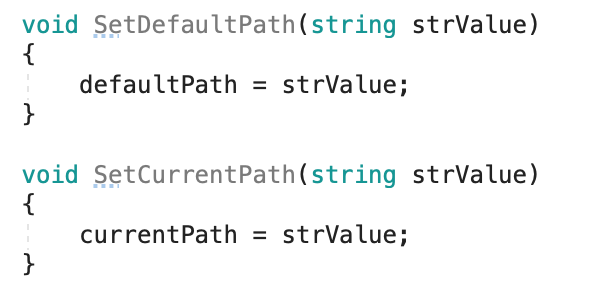 void SetDefaultPath(string strValue)
{
    defaultPath = strValue;
}

void SetCurrentPath(string strValue)
{
    currentPath = strValue;
}